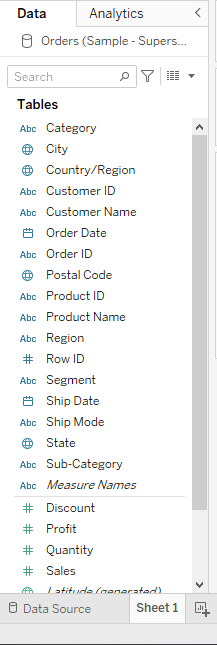 Data Analytics
Orders (Sample - Supers...
Search
Tables
Abc Category
City
Country/Region
Abc Customer ID
Abc Customer Name
Order Date
Abc Order ID
Postal Code
Abc Product ID
Abc Product Name
Abc Region
# Row ID
Abc Segment
Ship Date
Abc Ship Mode
State
Abc Sub-Category
Abc Measure Names
# Discount
# Profit
# Quantity
# Sales
Latitude (generated)
Data Source Sheet 1